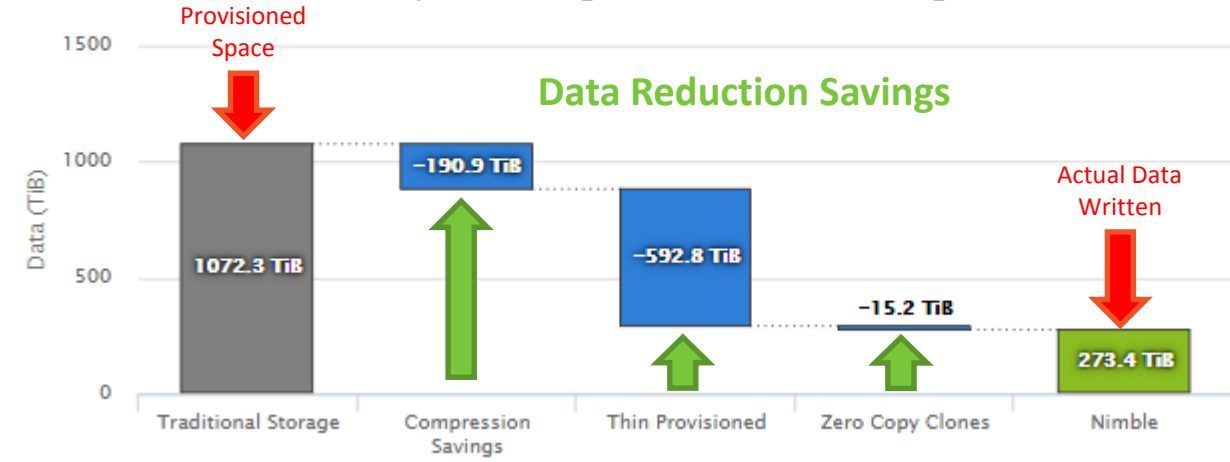 Provisioned
Space
1500
Data Reduction Savings
1000
−190.9 TiB
Actual Data
Written
Data (TiB)
1072.3 TiB
−592.8 TiB
500
−15.2 TiB
273.4 TiB
0
Traditional Storage
Compression
Savings
Thin Provisioned
Zero Copy Clones
Nimble